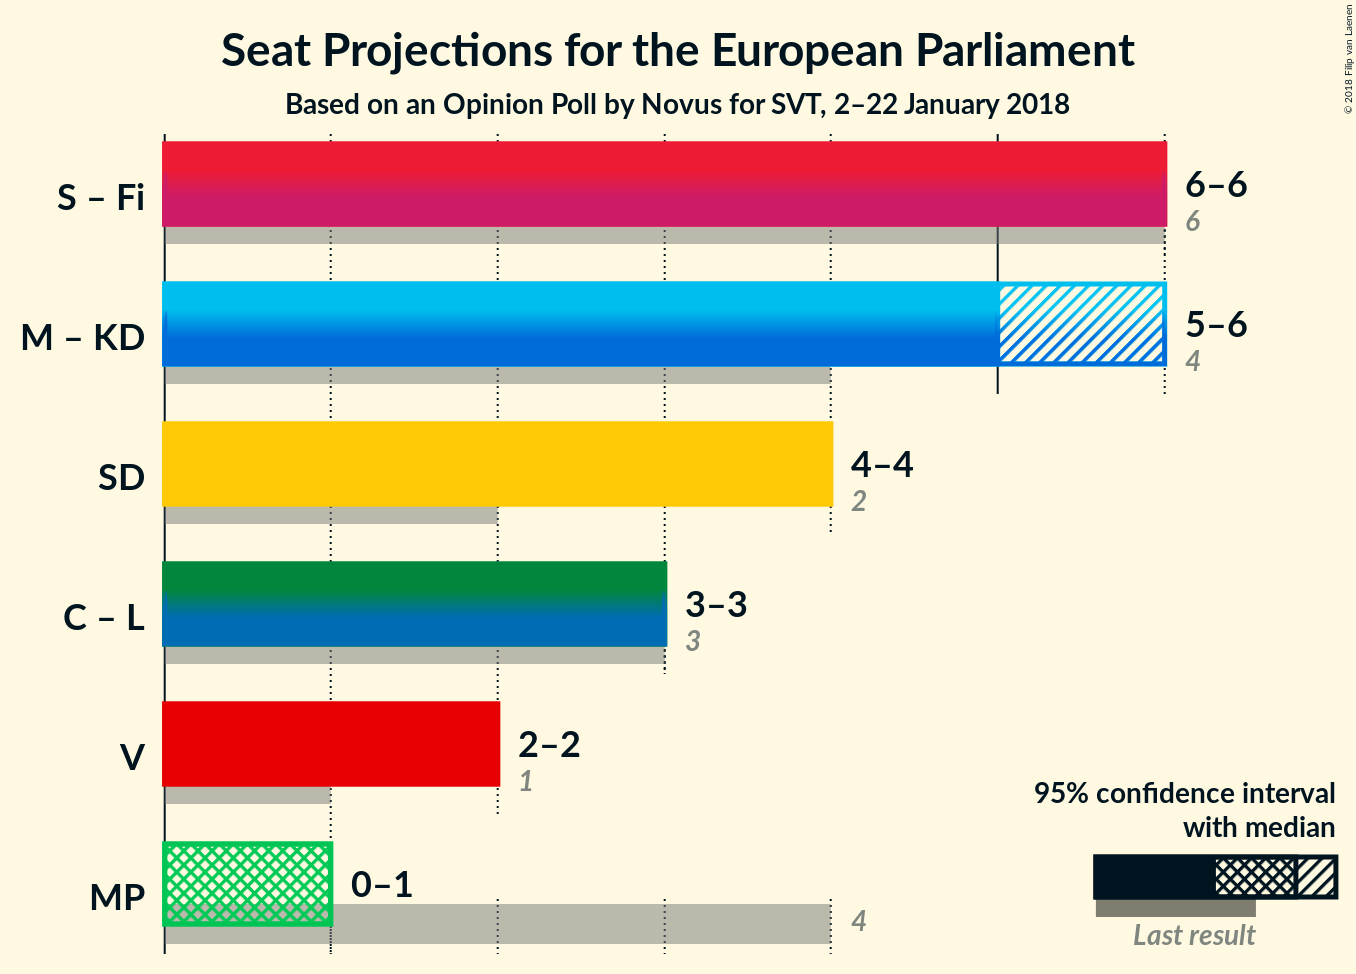 Seat Projections for the European Parliament
Based on an Opinion Poll by Novus for SVT, 2–22 January 2018
© 2018 Filip van Laenen
S – Fi
6–6
6
M – KD
5–6
4
SD
4–4
2
C – L
3–3
3
V
2–2
1
MP
0–1
4
95% confidence interval
with median
Last result